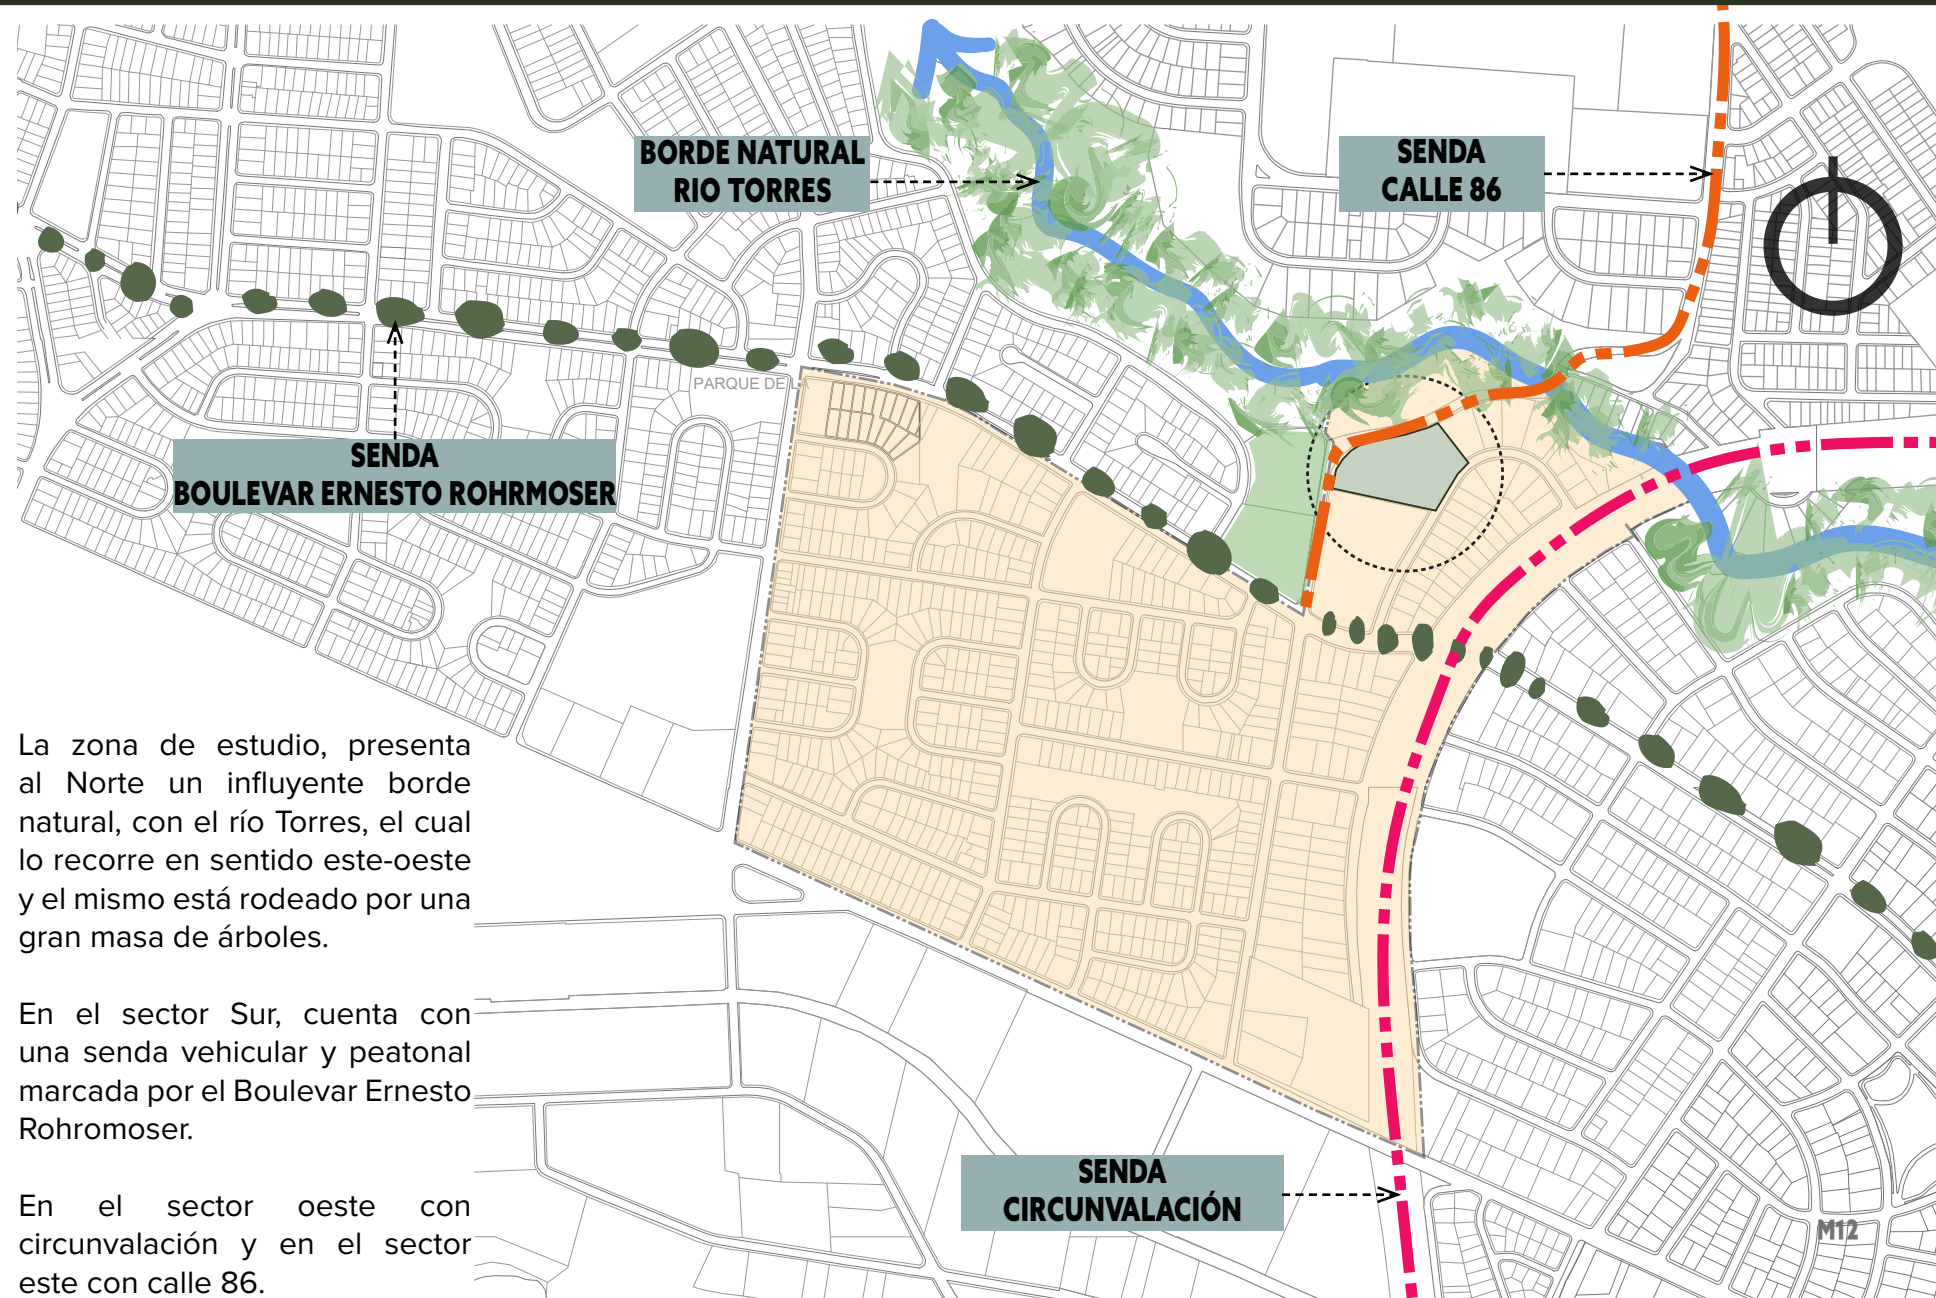 BORDE NATURAL
RIO TORRES
SENDA
CALLE 86
PARQUE DE LA
SENDA
BOULEVAR ERNESTO ROHRMOSER
La zona de estudio, presenta
al Norte un influyente borde
natural, con el río Torres, el cual
lo recorre en sentido este-oeste
y el mismo está rodeado por una
gran masa de árboles.
En el sector Sur, cuenta con
una senda vehicular y peatonal
marcada por el Boulevar Ernesto
Rohromoser.
En el sector oeste con
circunvalación y en el sector
este con calle 86.
SENDA
CIRCUNVALACIÓN
M12